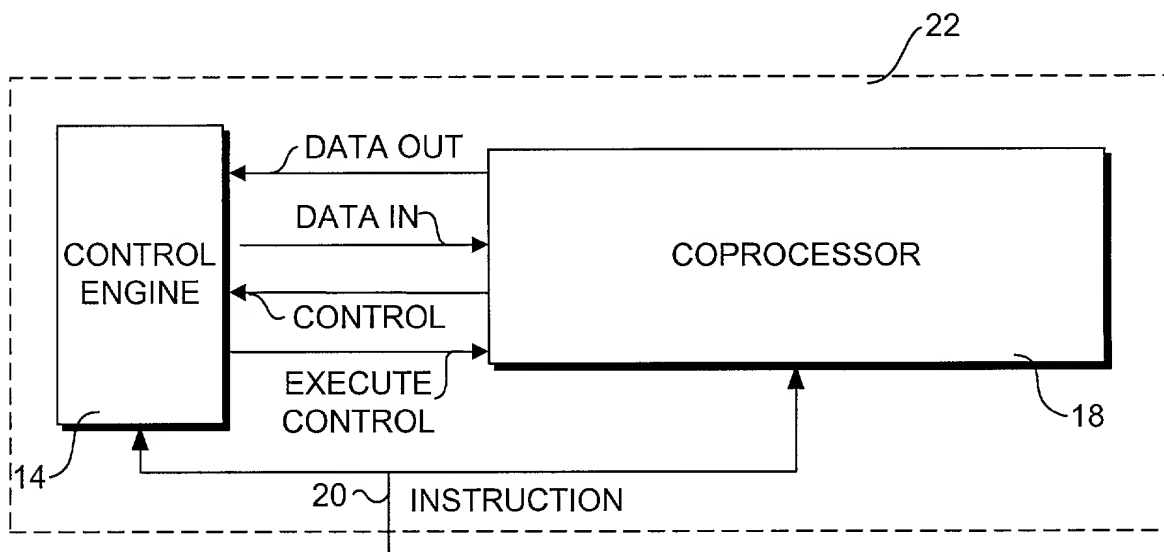 22
DATA OUT
DATA IN
CONTROL
ENGINE
COPROCESSOR
CONTROL
EXECUTE
CONTROL
14
18
20
INSTRUCTION